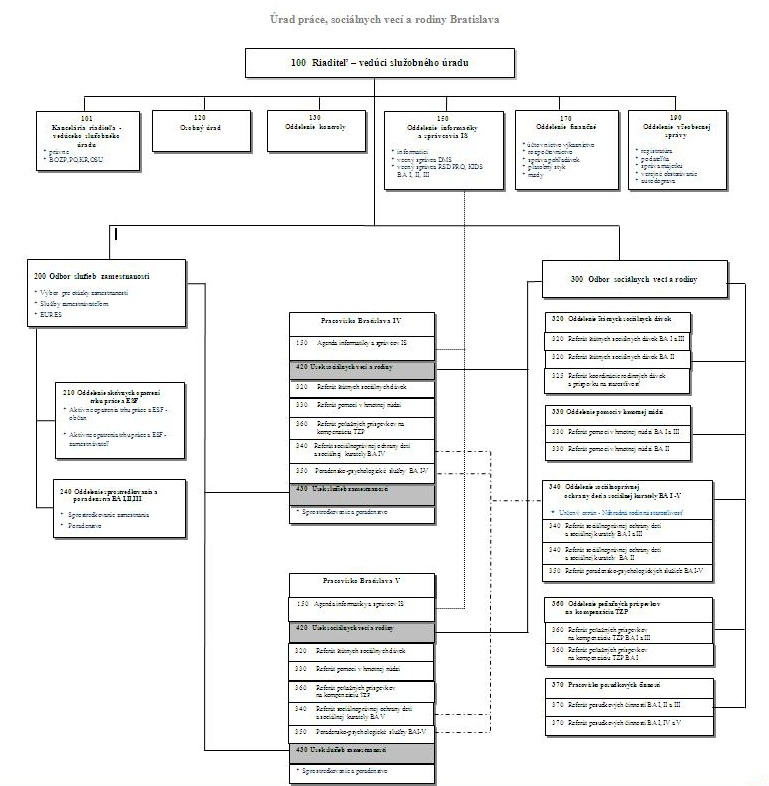 Úrad práce, sociálnych vecí a rodiny Bratislava
100 Riaditeľ – vedúci služobného úradu
101
Kancelária riaditeľa -
vedúceho služobného
úradu
* právne
* BOZP, PO, KR, OSU
120
Osobný úrad
130
Oddelenie kontroly
150
Oddelenie informatiky
a správcovia IS
* informatici
* vecný správca DMS
* vecný správca RSD PRO, KIDS
BA I, II, III
170
Oddelenie finančné
* účtovníctvo výkazníctvo
* rozpočtovníctvo
* správa pohľadávok
* platobný styk
* mzdy
190
Oddelenie všeobecnej
správy
* registratúra
* podateľňa
* správa majetku
* verejné obstarávanie
* autodoprava
200 Odbor služieb zamestnanosti
* Výbor pre otázky zamestnanosti
* Služby zamestnávateľom
* EURES
210 Oddelenie aktívnych opatrení
trhu práce a ESF
* Aktívne opatrenia trhu práce a ESF -
občan
* Aktívne opatrenia trhu práce a ESF -
zamestnávateľ
240 Oddelenie sprostredkovania a
poradenstva BA I,II,III
* Sprostredkovanie zamestnania
* Poradenstvo
Pracovisko Bratislava IV
150 Agenda informatiky a správcov IS
420 Úsek sociálnych vecí a rodiny
320 Referát štátnych sociálnych dávok
330 Referát pomoci v hmotnej núdzi
360 Referát peňažných príspevkov na
kompenzáciu ŤZP
340 Referát sociálnoprávnej ochrany detí
a sociálnej kurately BA IV
350 Poradensko-psychologické služby BA I-V
430 Úsek služieb zamestnanosti
* Sprostredkovanie a poradenstvo
Pracovisko Bratislava V
150 Agenda informatiky a správcov IS
420 Úsek sociálnych vecí a rodiny
320 Referát štátnych sociálnych dávok
330 Referát pomoci v hmotnej núdzi
360 Referát peňažných príspevkov
na kompenzáciu ŤZP
340 Referát sociálnoprávnej ochrany detí
a sociálnej kurately BA V
350 Poradensko-psychologické služby BA I-V
430 Úsek služieb zamestnanosti
* Sprostredkovanie a poradenstvo
300 Odbor sociálnych vecí a rodiny
320 Oddelenie štátnych sociálnych dávok
320 Referát štátnych sociálnych dávok BA I a III
320 Referát štátnych sociálnych dávok BA II
325 Referát koordinácie rodinných dávok
a príspevku na starostlivosť
330 Oddelenie pomoci v hmotnej núdzi
330 Referát pomoci v hmotnej núdzi BA I a III
330 Referát pomoci v hmotnej núdzi BA II
340 Oddelenie sociálnoprávnej
ochrany detí a sociálnej kurately BA I -V
* Určený orgán - Náhradná rodinná starostlivosť
340 Referát sociálnoprávnej ochrany detí
a sociálnej kurately BA I a III
340 Referát sociálnoprávnej ochrany detí
a sociálnej kurately BA II
350 Referát poradensko-psychologických služieb BA I-V
360 Oddelenie peňažných príspevkov
na kompenzáciu ŤZP
360 Referát peňažných príspevkov
na kompenzáciu ŤZP BA I a III
360 Referát peňažných príspevkov
na kompenzáciu ŤZP BA I
370 Pracovisko posudkových činností
370 Referát posudkových činností BA I, II a III
370 Referát posudkových činností BA I, IV a V